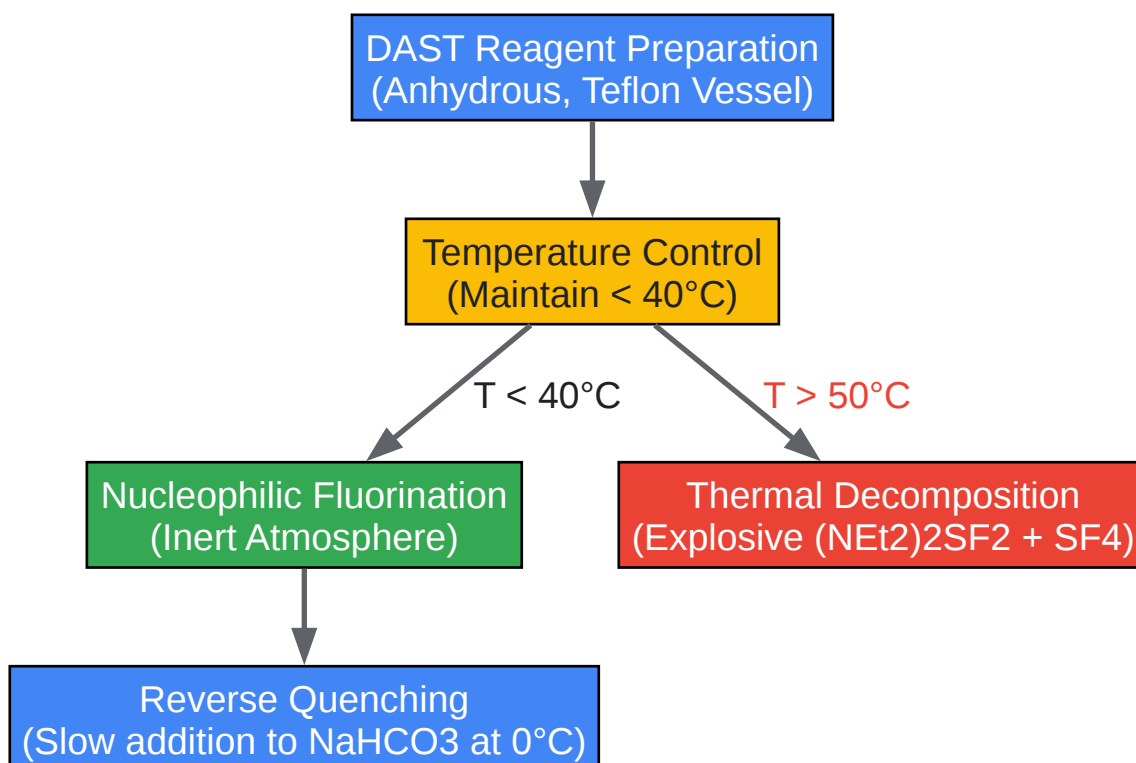 DAST Reagent Preparation
(Anhydrous, Teflon Vessel)
Temperature Control
(Maintain < 40°C)
T < 40°C
T > 50°C
Nucleophilic Fluorination
(Inert Atmosphere)
Thermal Decomposition
(Explosive (NEt2)2SF2 + SF4)
Reverse Quenching
(Slow addition to NaHCO3 at 0°C)